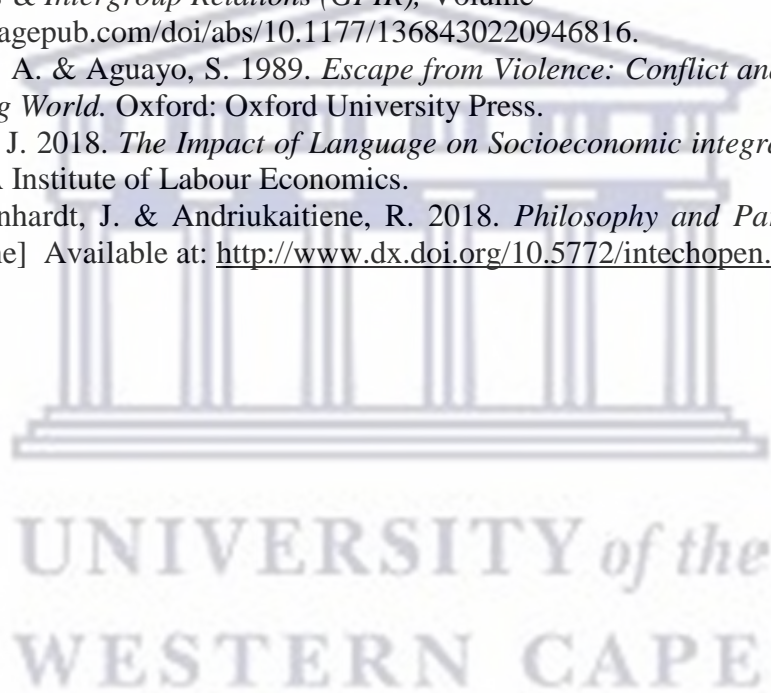 & Intergroup Relations (GPIR), Volume
agepub.com/doi/abs/10.1177/1368430220946816.
A. & Aguayo, S. 1989. Escape from Violence: Conflict and
g World. Oxford: Oxford University Press.
J. 2018. The Impact of Language on Socioeconomic integra
Institute of Labour Economics.
nhardt, J. & Andriukaitiene, R. 2018. Philosophy and Pa
ne] Available at: http://www.dx.doi.org/10.5772/intechopen.
UNIVERSITY of the
WESTERN CAPE